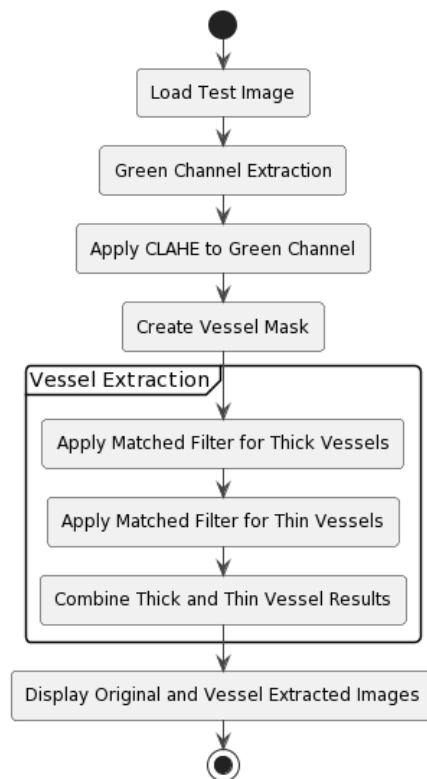 Load Test Image
Green Channel Extraction
Apply CLAHE to Green Channel
Create Vessel Mask
Vessel Extraction
Apply Matched Filter for Thick Vessels
Apply Matched Filter for Thin Vessels
Combine Thick and Thin Vessel Results
Display Original and Vessel Extracted Images